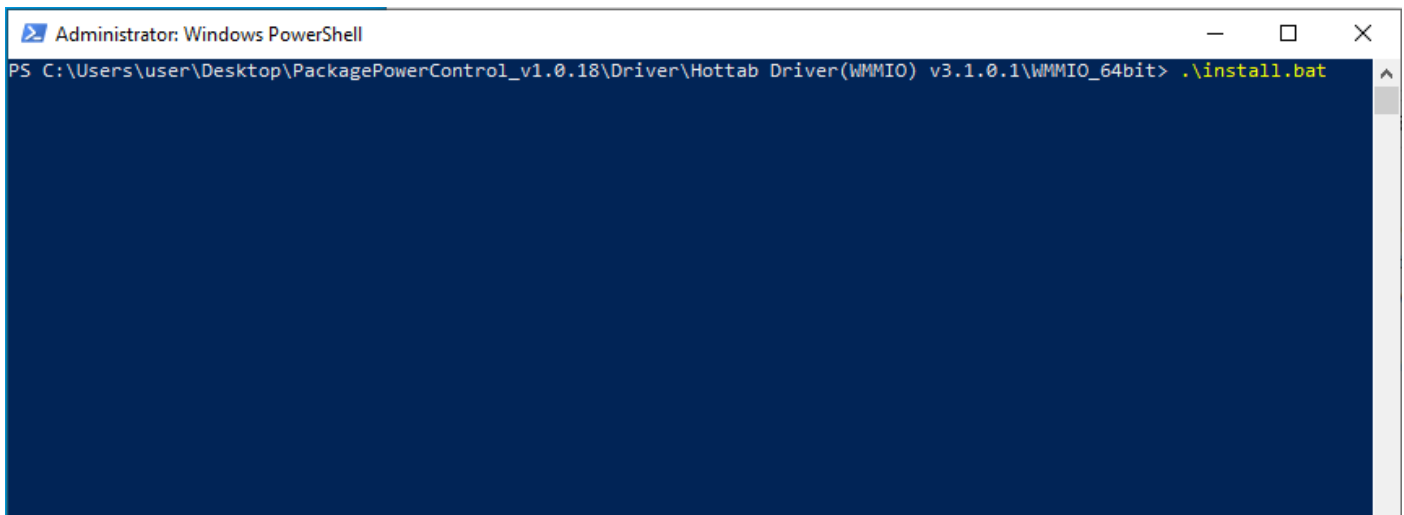 Administrator: Windows PowerShell
PS C:\Users\user\Desktop\PackagePowerControl_v1.0.18\Driver\Hottab Driver(WMMIO) v3.1.0.1\WMMIO_64bit> .\install.bat